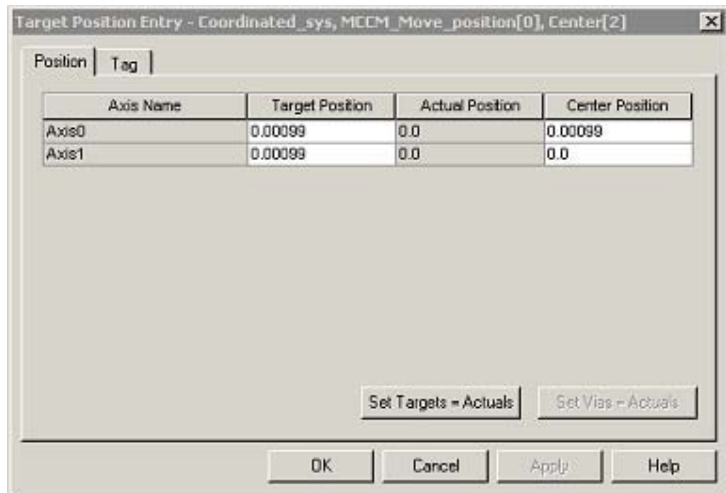 Target Position Entry - Coordinated_sys, MCCM_Move_position[0], Center[2]
Position Tag
Axis Name Target Position Actual Position Center Position
Axis0 0.00099 0.0 0.00099
Axis1 0.00099 0.0 0.0
Set Targets = Actuals Set Vias = Actuals
OK Cancel Apply Help